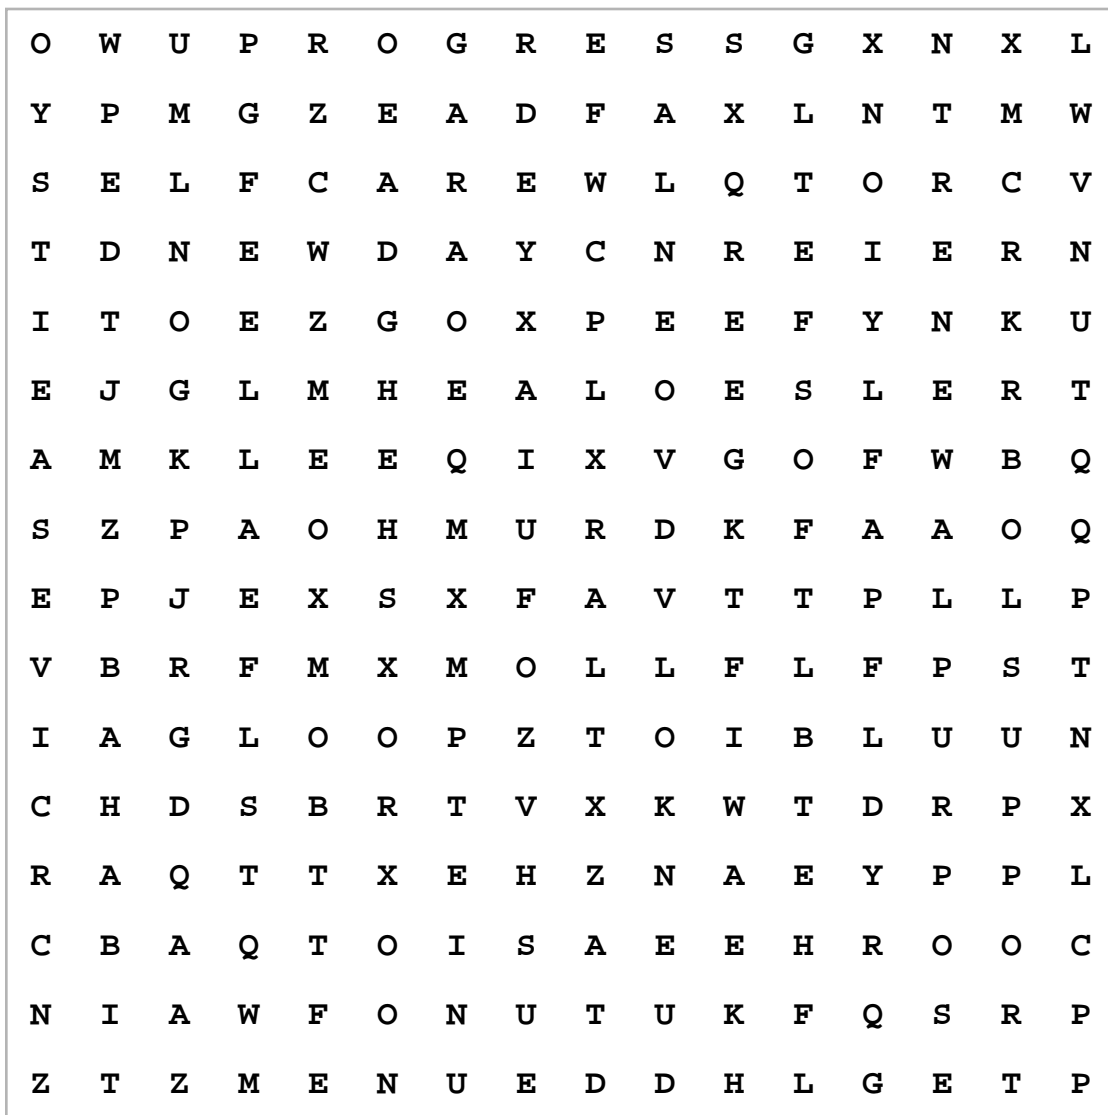 O W U P R O G R E S S G X N X L
Y P M G Z E A D F A X L N T M W
S E L F C A R E W L Q T O R C V
T D N E W D A Y C N R E I E R N
I T O E Z G O X P E E F Y N K U
E J G L M H E A L O E S L E R T
A M K L E E Q I X V G O F W B Q
S Z P A O H M U R D K F A A O Q
E P J E X S X F A V T T P L L P
V B R F M X M O L L F L F P S T
I A G L O O P Z T O I B L U U N
C H D S B R T V X K W T D R P X
R A Q T T X E H Z N A E Y P P L
C B A Q T O I S A E E H R O O C
N I A W F O N U T U K F Q S R P
Z T Z M E N U E D D H L G E T P